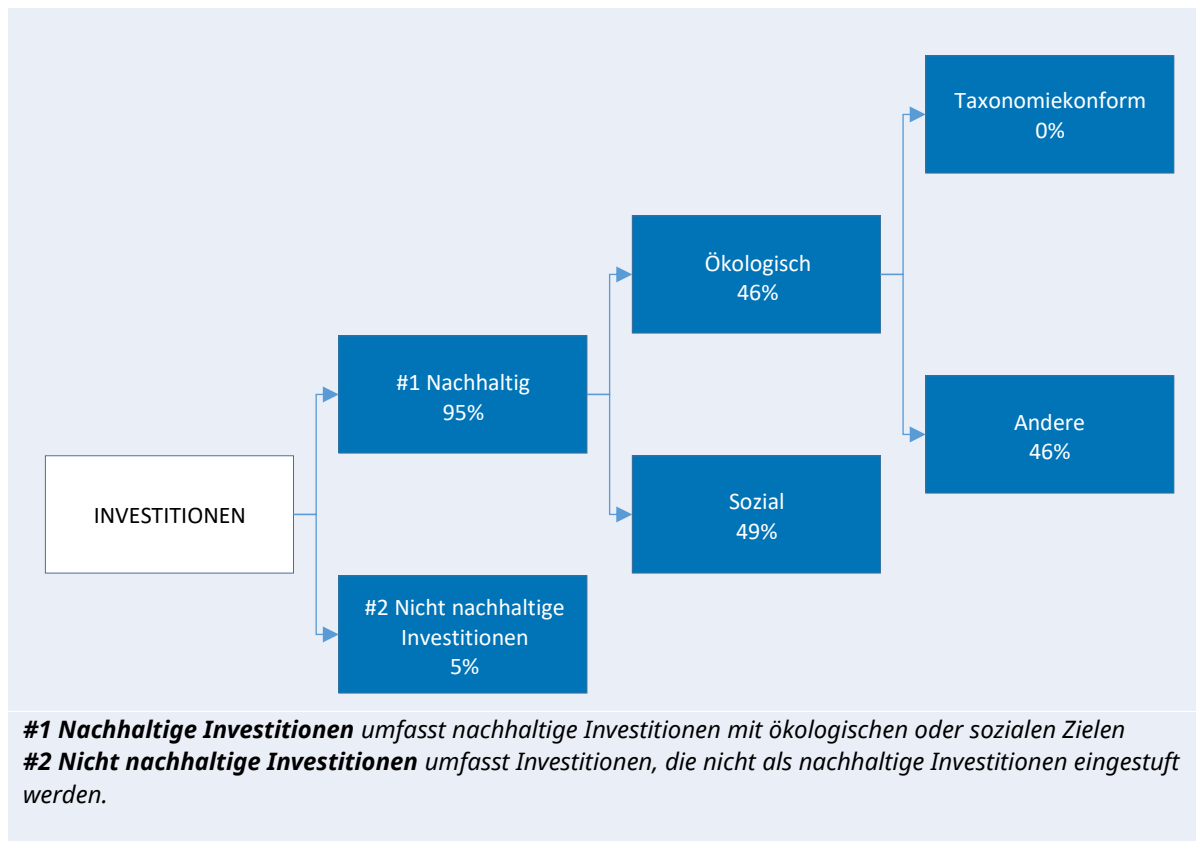 Taxonomiekonform
0%
Ökologisch
46%
#1 Nachhaltig
95%
Andere
46%
INVESTITIONEN
Sozial
49%
#2 Nicht nachhaltige
Investitionen
5%
#1 Nachhaltige Investitionen umfasst nachhaltige Investitionen mit ökologischen oder sozialen Zielen
#2 Nicht nachhaltige Investitionen umfasst Investitionen, die nicht als nachhaltige Investitionen eingestuft
werden.